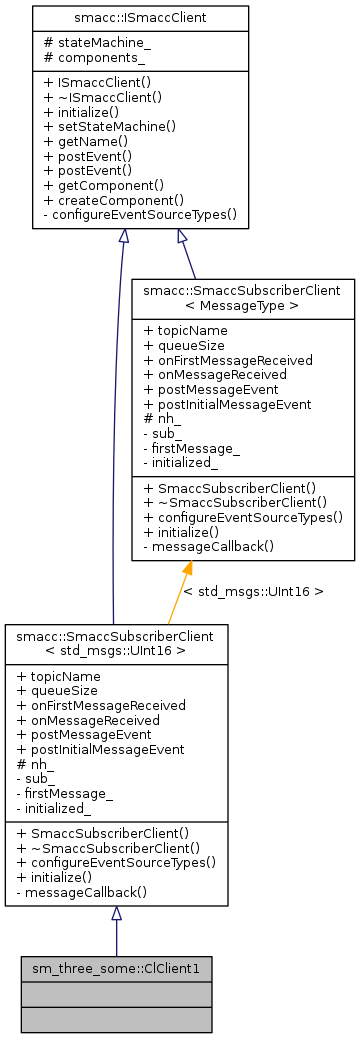 smacc::ISmaccClient
# stateMachine_
# components_
+ ISmaccClient()
+ ~ISmaccClient()
+ initialize()
+ setStateMachine()
+ getName()
+ postEvent()
+ postEvent()
+ getComponent()
+ createComponent()
- configureEventSourceTypes()
smacc::SmaccSubscriberClient
< MessageType >
+ topicName
+ queueSize
+ onFirstMessageReceived
+ onMessageReceived
+ postMessageEvent
+ postInitialMessageEvent
# nh_
- sub_
- firstMessage_
- initialized_
+ SmaccSubscriberClient()
+ ~SmaccSubscriberClient()
+ configureEventSourceTypes()
+ initialize()
- messageCallback()
< std_msgs::UInt16 >
smacc::SmaccSubscriberClient
< std_msgs::UInt16 >
+ topicName
+ queueSize
+ onFirstMessageReceived
+ onMessageReceived
+ postMessageEvent
+ postInitialMessageEvent
# nh_
- sub_
- firstMessage_
- initialized_
+ SmaccSubscriberClient()
+ ~SmaccSubscriberClient()
+ configureEventSourceTypes()
+ initialize()
- messageCallback()
sm_three_some::ClClient1